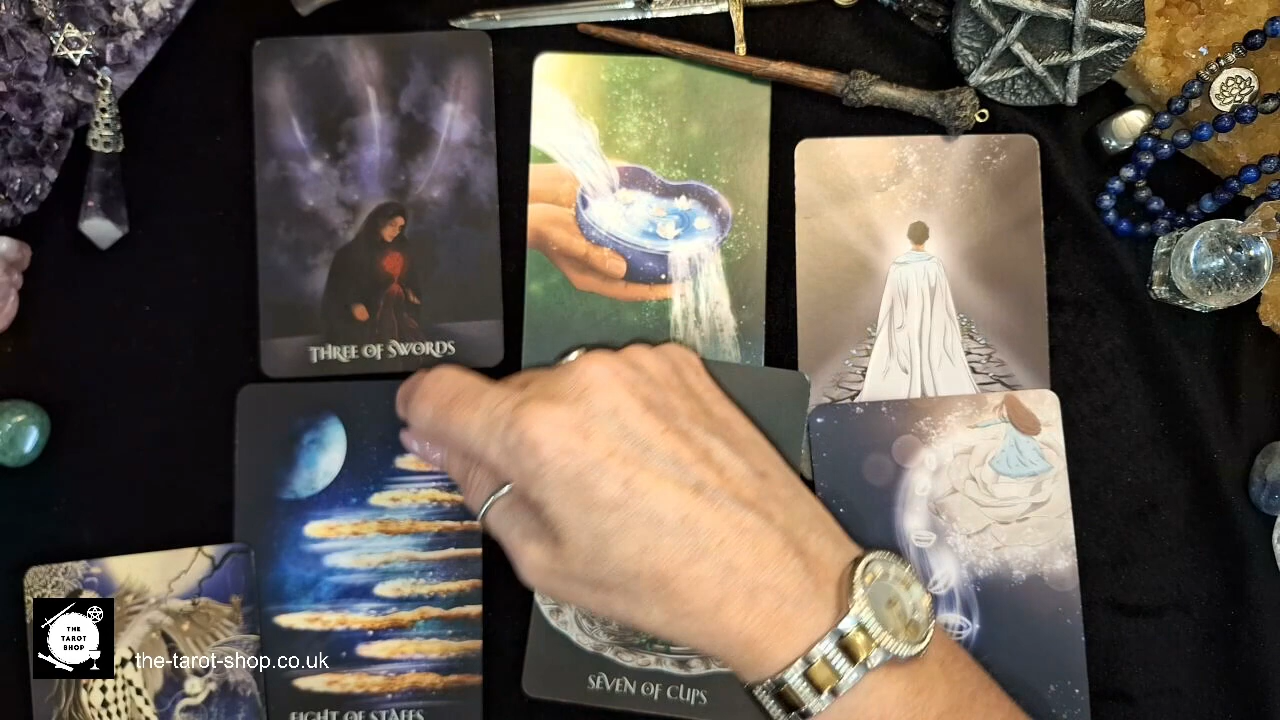 THREE OF SWORDS
EIGHT OF STAFFS
SEVEN OF CUPS
THE
TAROT
SHOP
the-tarot-shop.co.uk